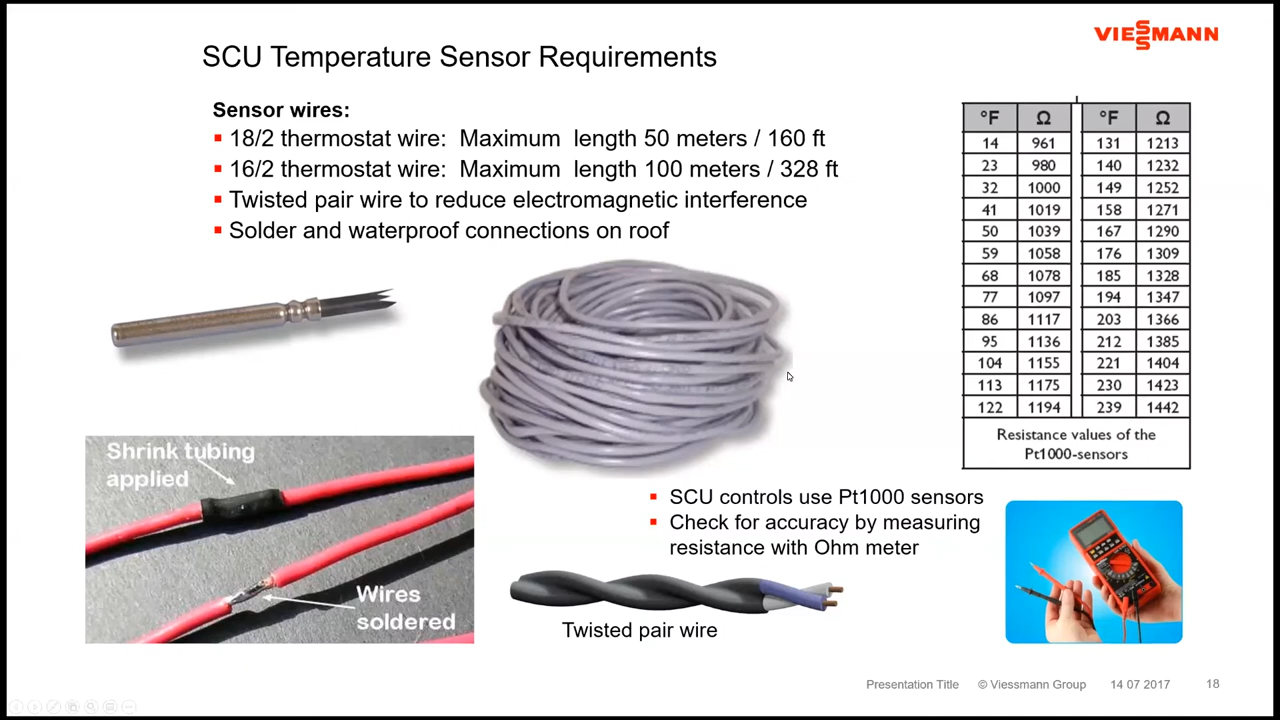 VIESSMANN
SCU Temperature Sensor Requirements
Sensor wires:
18/2 thermostat wire: Maximum length 50 meters / 160 ft
16/2 thermostat wire: Maximum length 100 meters / 328 ft
Twisted pair wire to reduce electromagnetic interference
Solder and waterproof connections on roof
°F Ω °F Ω
14 961 131 1213
23 980 140 1232
32 1000 149 1252
41 1019 158 1271
50 1039 167 1290
59 1058 176 1309
68 1078 185 1328
77 1097 194 1347
86 1117 203 1366
95 1136 212 1385
104 1155 221 1404
113 1175 230 1423
122 1194 239 1442
Resistance values of the
Pt1000-sensors
Shrink tubing
applied
Wires
soldered
SCU controls use Pt1000 sensors
Check for accuracy by measuring
resistance with Ohm meter
Twisted pair wire
Presentation Title © Viessmann Group 14 07 2017 18